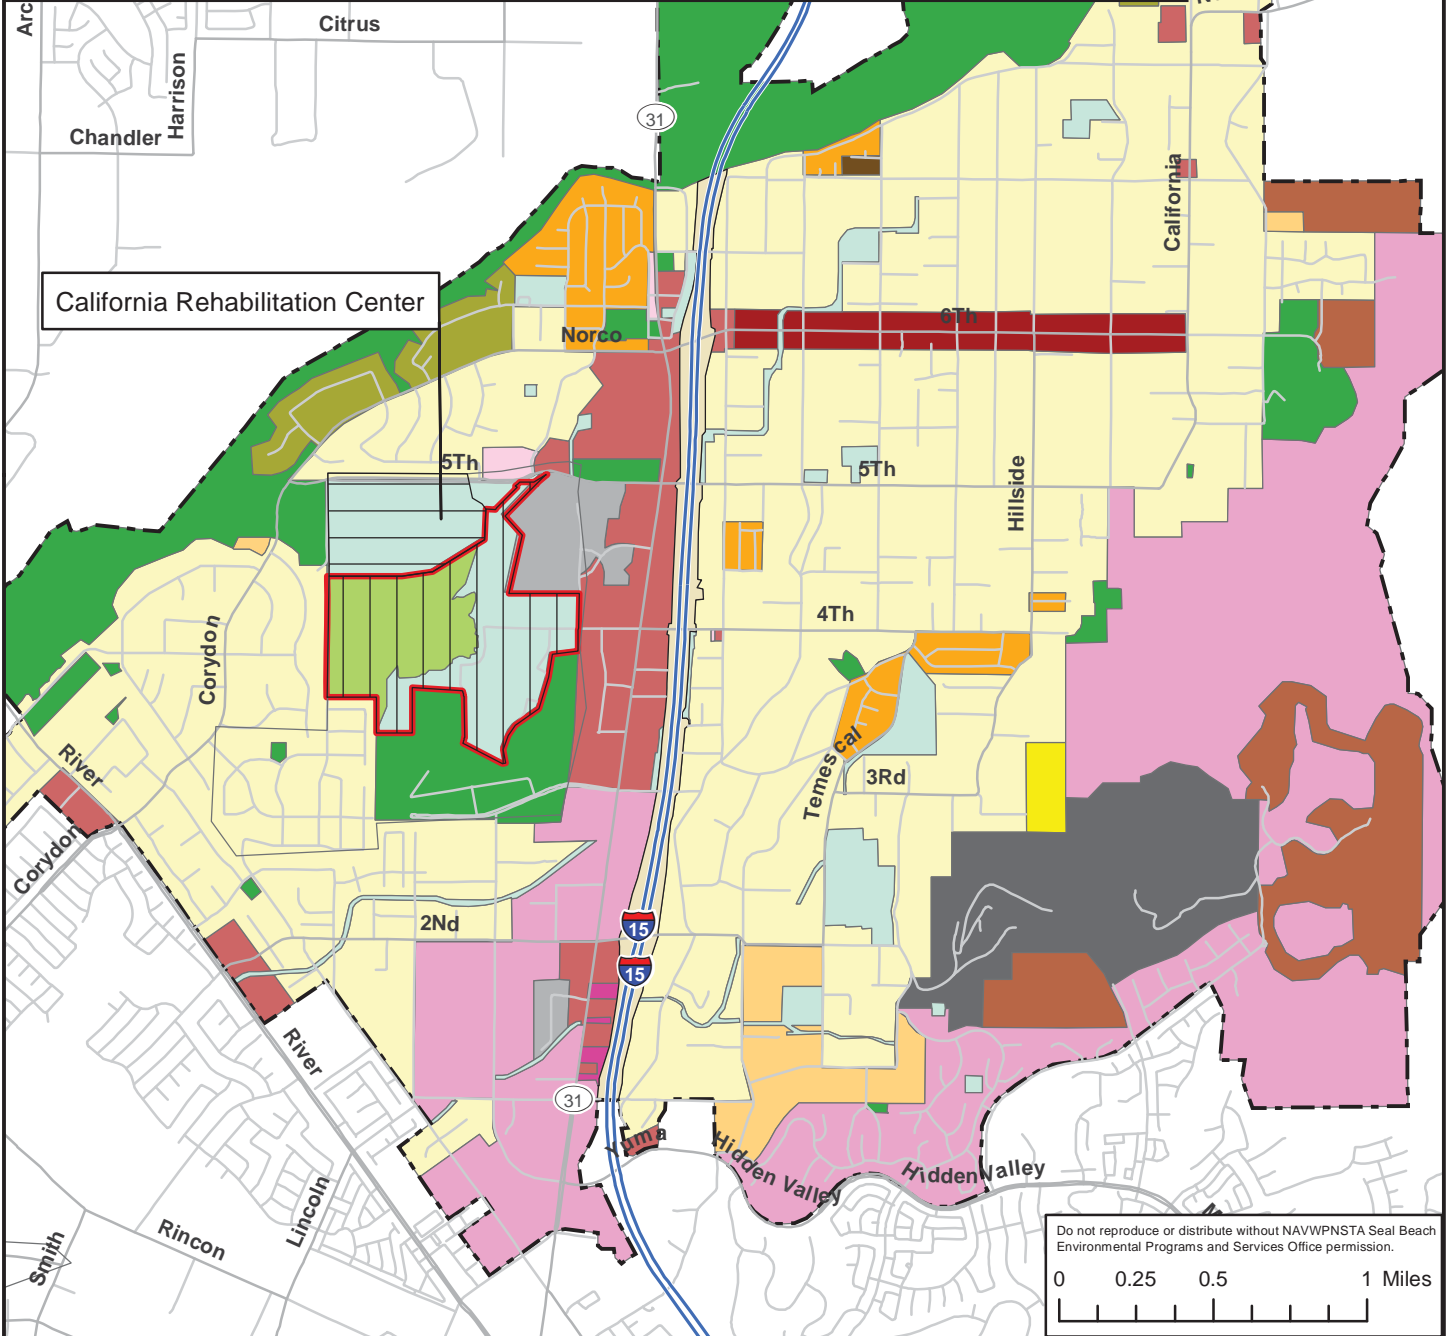 Arc
Citrus
Harrison
Chandler
31
California
California Rehabilitation Center
Norco
6Th
5Th
5Th
Hillside
4Th
Corydon
River
Temescal
3Rd
Corydon
2Nd
15
15
River
31
Yuma
Hidden Valley
Hidden Valley
Lincoln
Rincon
Smith
Do not reproduce or distribute without NAVWPNSTA Seal Beach
Environmental Programs and Services Office permission.
0 0.25 0.5 1 Miles